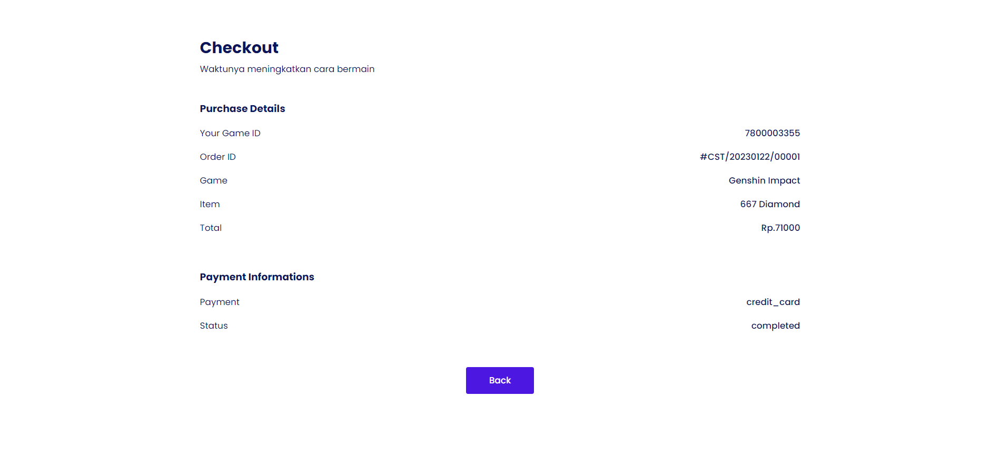 Checkout
Waktunya meningkatkan cara bermain
Purchase Details
Your Game ID 7800003355
Order ID #CST/20230122/00001
Game Genshin Impact
Item 667 Diamond
Total Rp.71000
Payment Informations
Payment credit_card
Status completed
Back